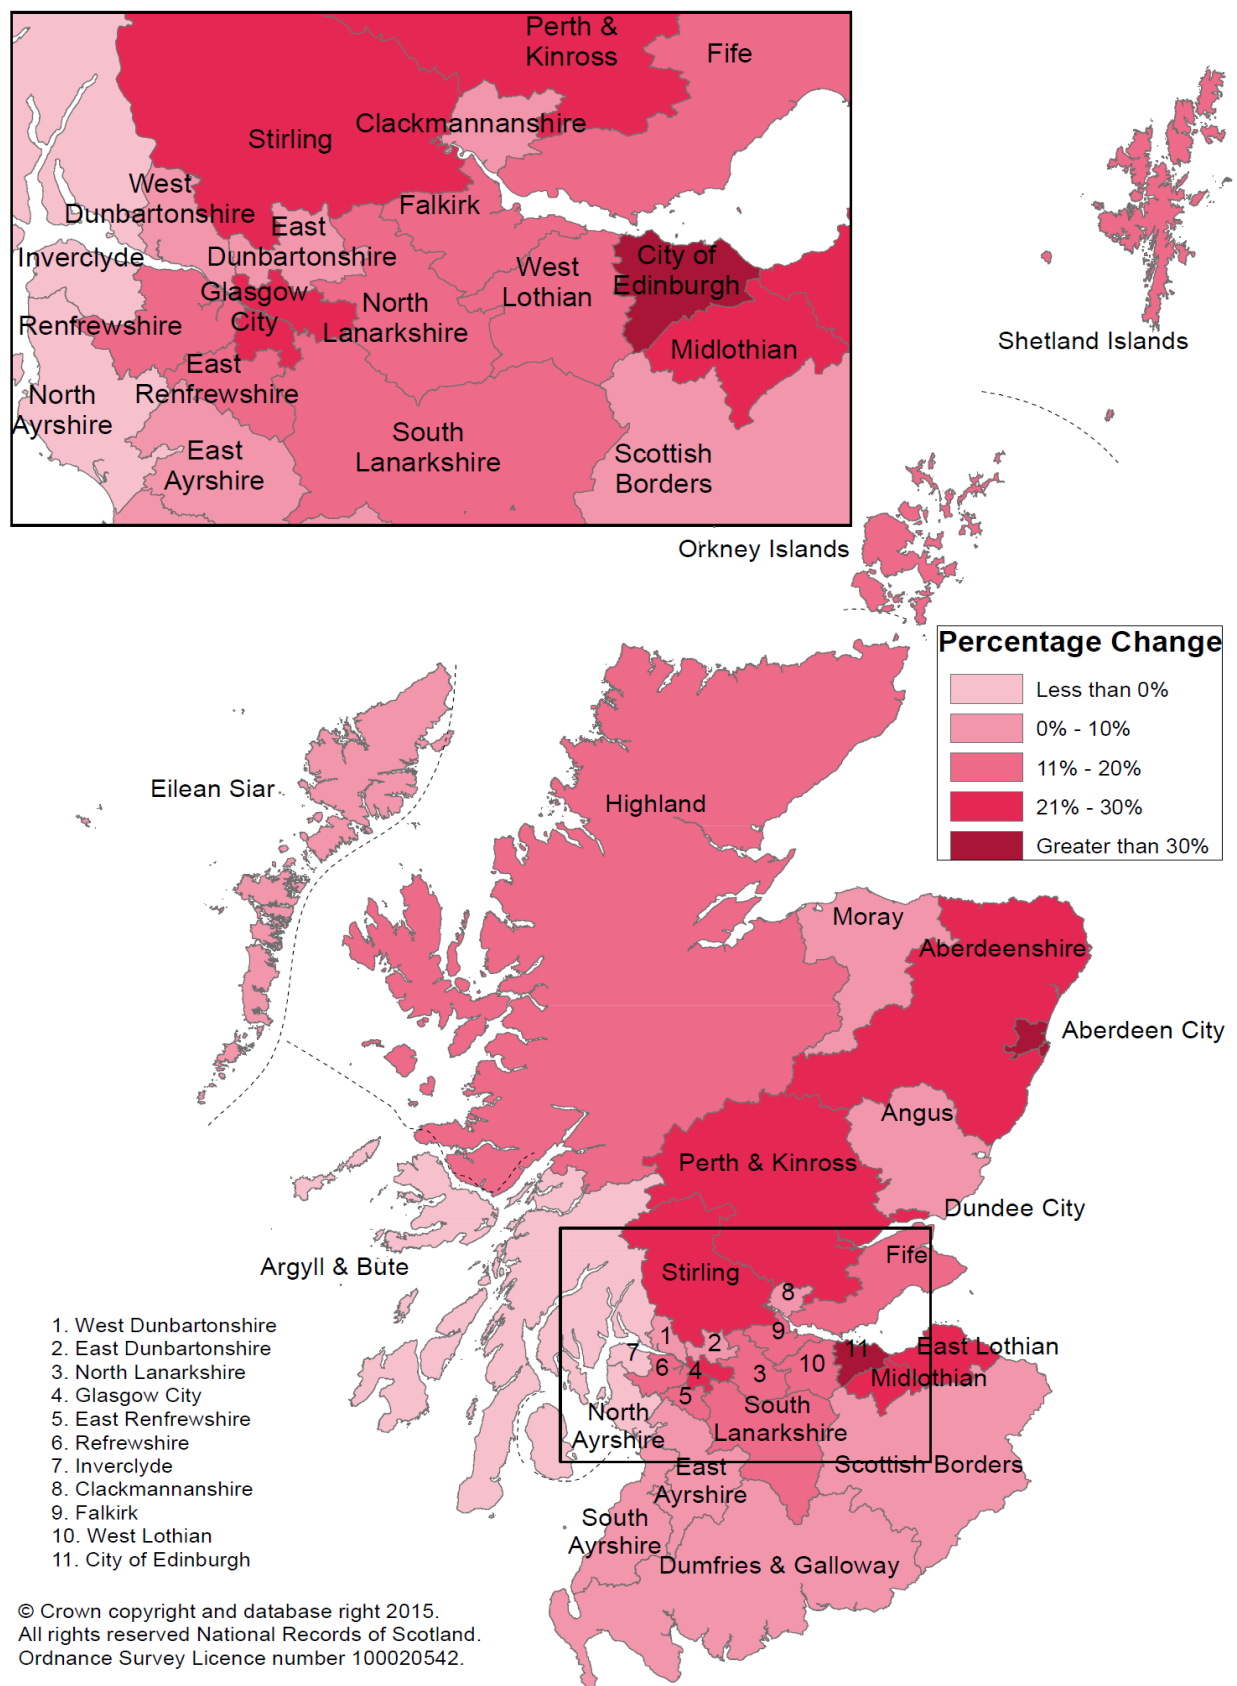 Perth &
Kinross
Fife
Clackmannanshire
Stirling
West
Dunbartonshire
Falkirk
East
Dunbartonshire
Inverclyde
City of
Edinburgh
West
Lothian
Glasgow
City
North
Lanarkshire
Renfrewshire
Midlothian
East
Renfrewshire
North
Ayrshire
South
Lanarkshire
East
Ayrshire
Scottish
Borders
Shetland Islands
Orkney Islands
Percentage Change
Less than 0%
0% - 10%
11% - 20%
21% - 30%
Greater than 30%
Eilean Siar
Highland
Moray
Aberdeenshire
Aberdeen City
Angus
Perth & Kinross
Dundee City
Argyll & Bute
Stirling
Fife
8
1
2
9
7
6
4
3
10
11
5
East Lothian
Midlothian
North
Ayrshire
South
Lanarkshire
Scottish Borders
East
Ayrshire
South
Ayrshire
Dumfries & Galloway
1. West Dunbartonshire
2. East Dunbartonshire
3. North Lanarkshire
4. Glasgow City
5. East Renfrewshire
6. Refrewshire
7. Inverclyde
8. Clackmannanshire
9. Falkirk
10. West Lothian
11. City of Edinburgh
© Crown copyright and database right 2015.
All rights reserved National Records of Scotland.
Ordnance Survey Licence number 100020542.